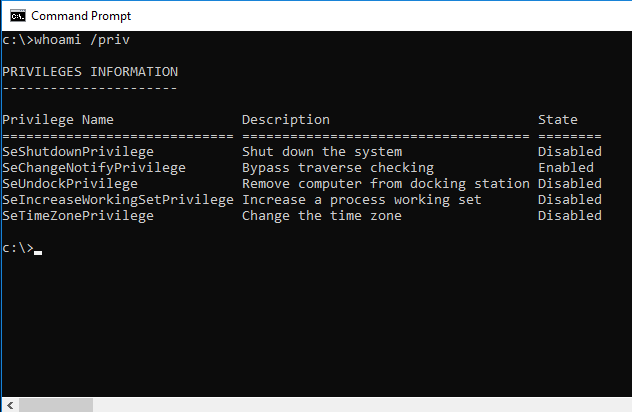 Command Prompt
c:\>whoami /priv
PRIVILEGES INFORMATION
----------------------
Privilege Name                Description                          State
============================= ==================================== ========
SeShutdownPrivilege           Shut down the system                 Disabled
SeChangeNotifyPrivilege       Bypass traverse checking             Enabled
SeUndockPrivilege             Remove computer from docking station Disabled
SeIncreaseWorkingSetPrivilege Increase a process working set       Disabled
SeTimeZonePrivilege           Change the time zone                 Disabled
c:\>